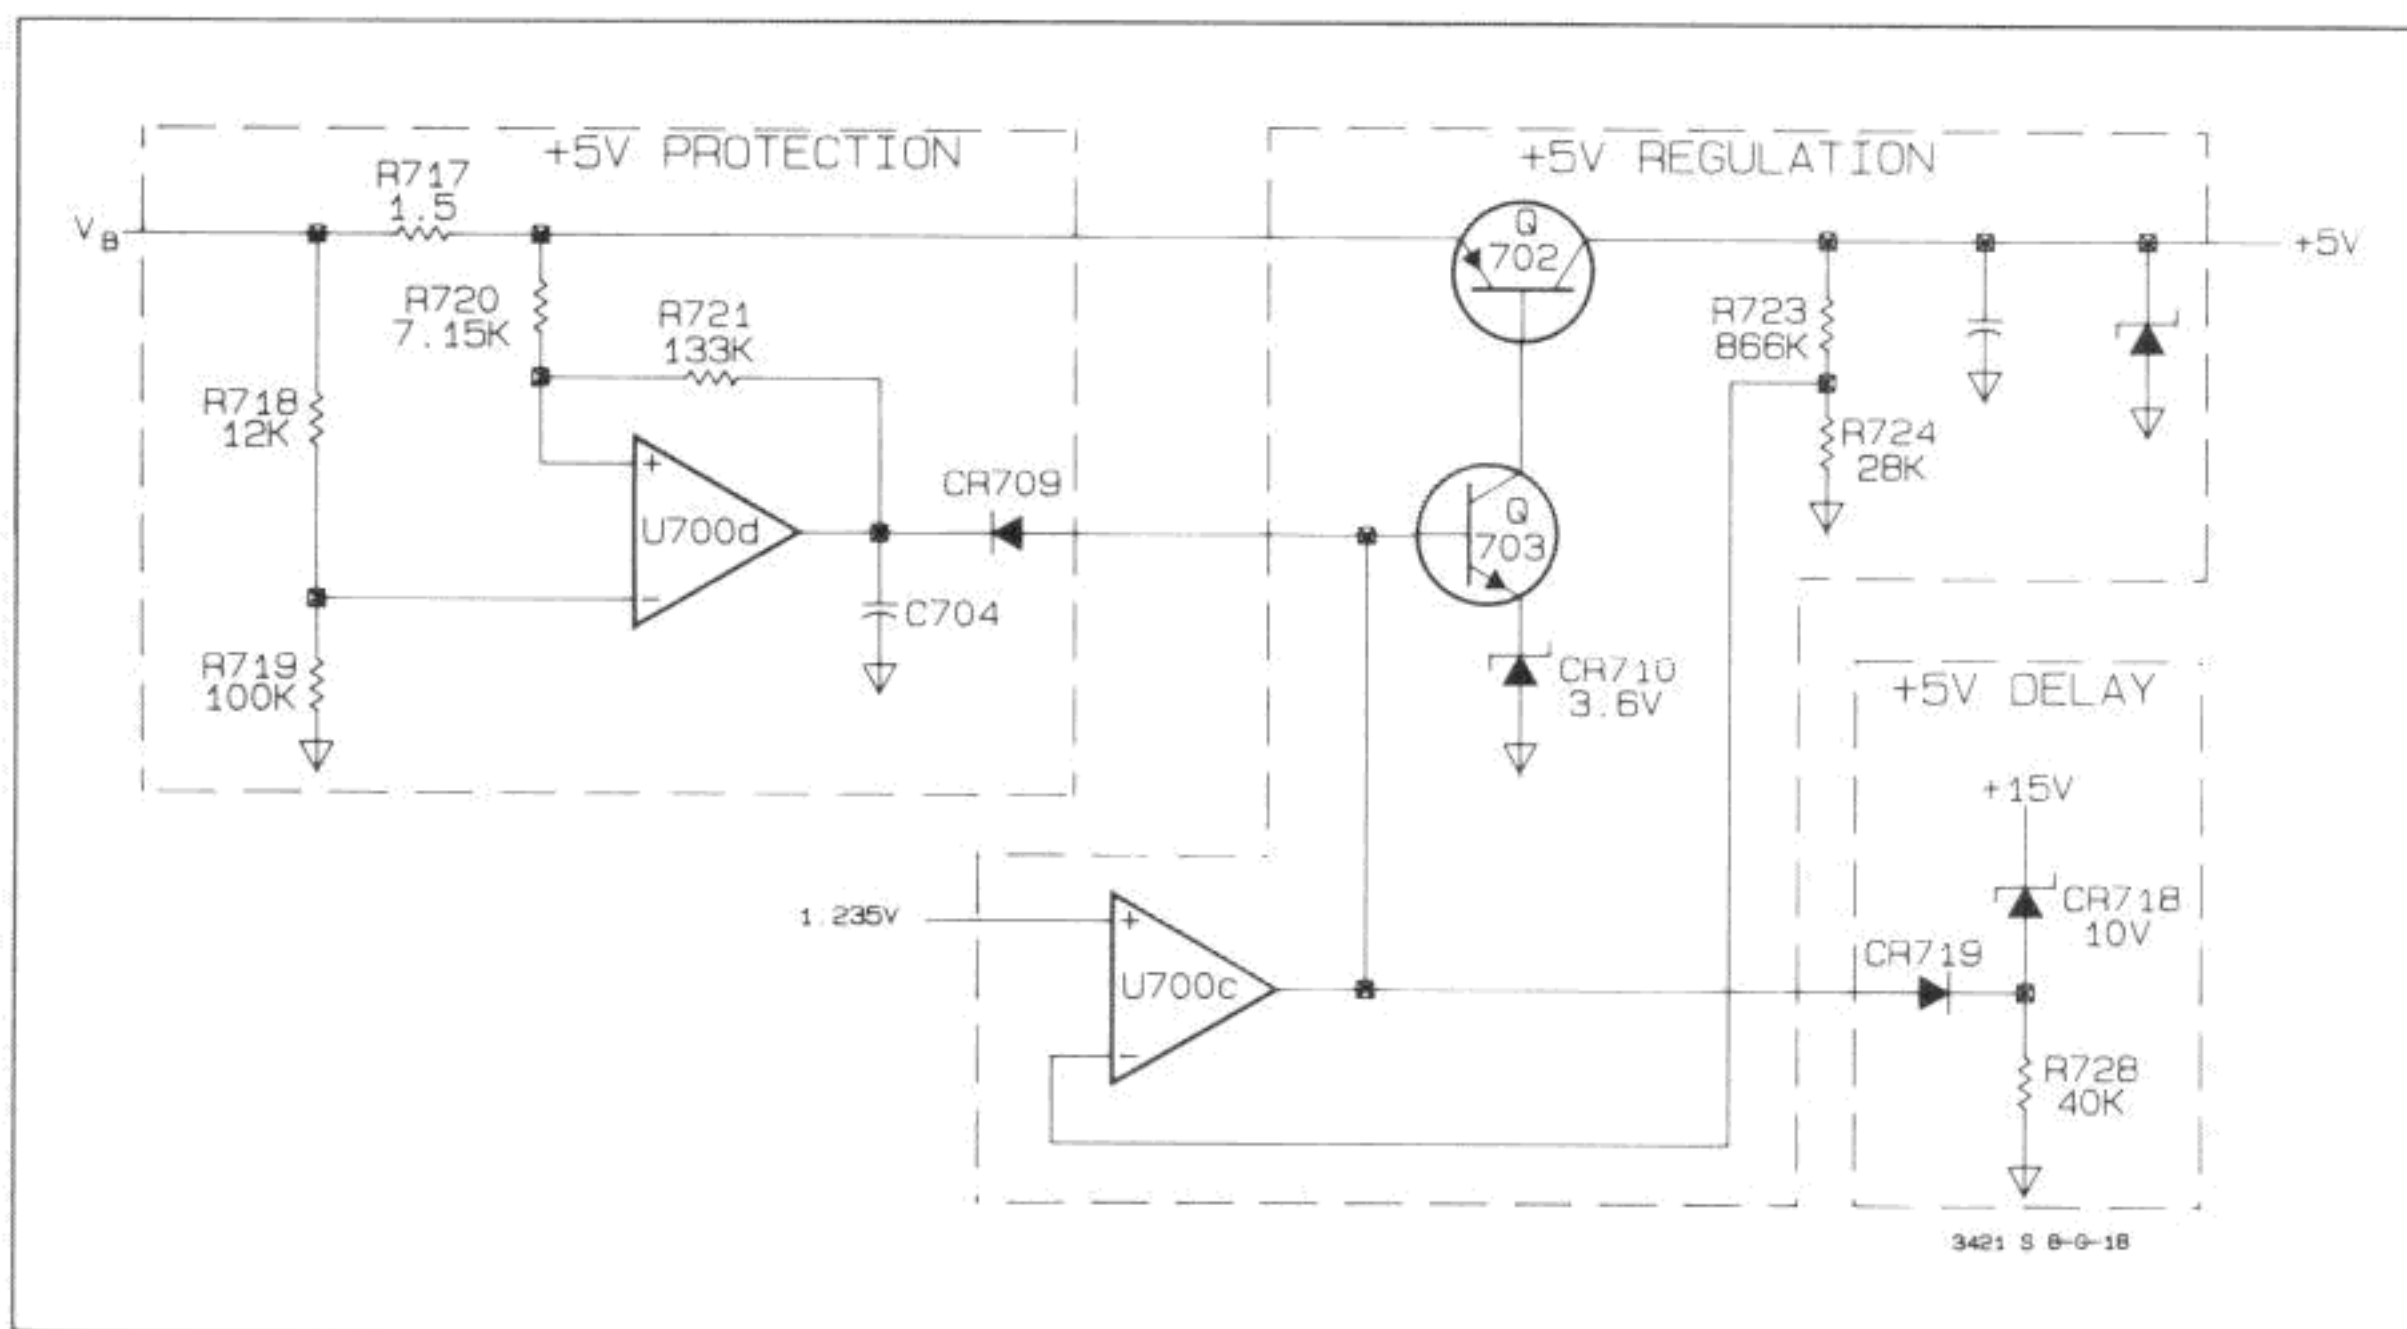 +5V PROTECTION
+5V REGULATION
R717
1.5
VB
+5V
Q
702
R720
7.15K
R721
133K
R723
866K
R718
12K
R724
28K
+
U700d
-
CR709
Q
703
C704
R719
100K
CR710
3.6V
+5V DELAY
+15V
1.235V
+
U700c
-
CR718
10V
CR719
R728
40K
3421 S 8-G-18